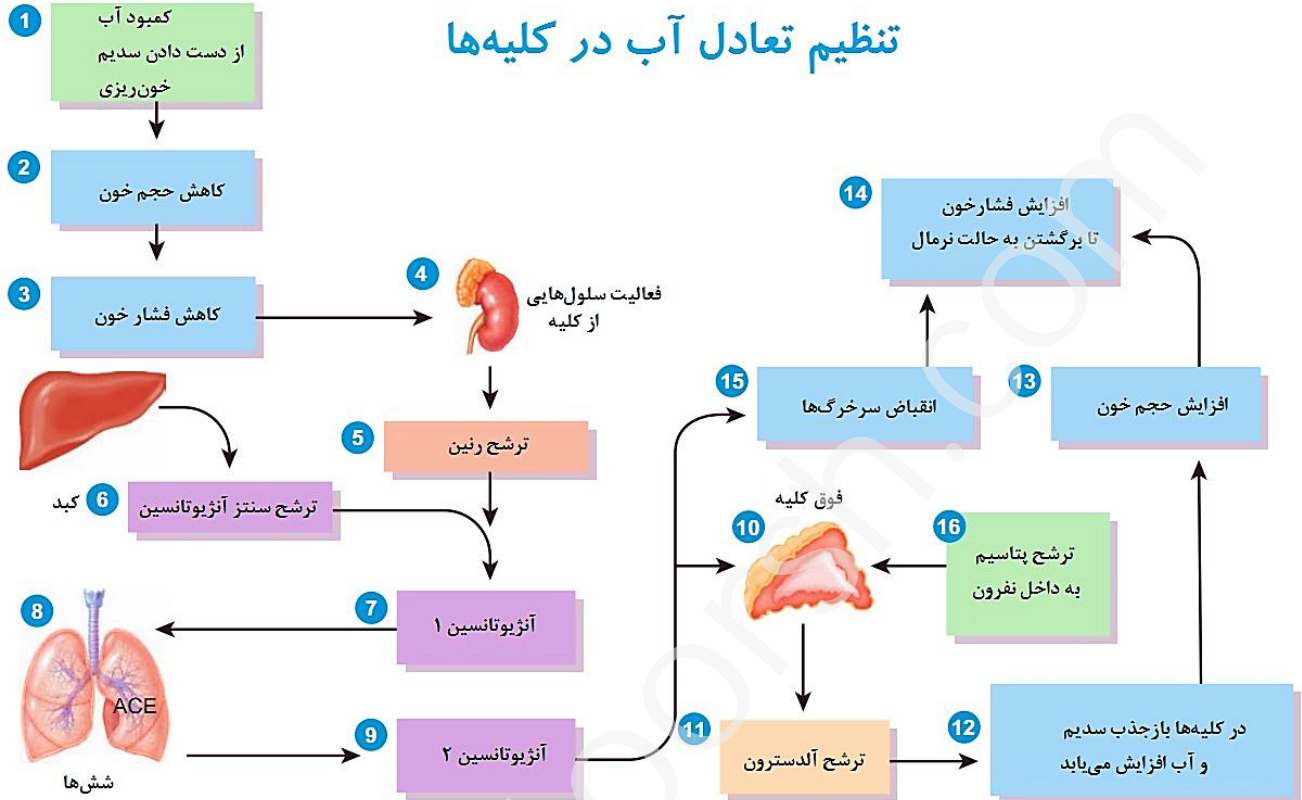 تنظیم تعادل آب در کلیه‌ها
1
کمبود آب
از دست دادن سدیم
خون‌ریزی
2
کاهش حجم خون
3
کاهش فشار خون
4
فعالیت سلول‌هایی
از کلیه
5
ترشح رنین
6
کبد
ترشح سنتز آنژیوتانسین
7
آنژیوتانسین ۱
8
ACE
شش‌ها
9
آنژیوتانسین ۲
10
فوق کلیه
11
ترشح آلدسترون
12
در کلیه‌ها بازجذب سدیم
و آب افزایش می‌یابد
13
افزایش حجم خون
14
افزایش فشارخون
تا برگشتن به حالت نرمال
15
انقباض سرخرگ‌ها
16
ترشح پتاسیم
به داخل نفرون